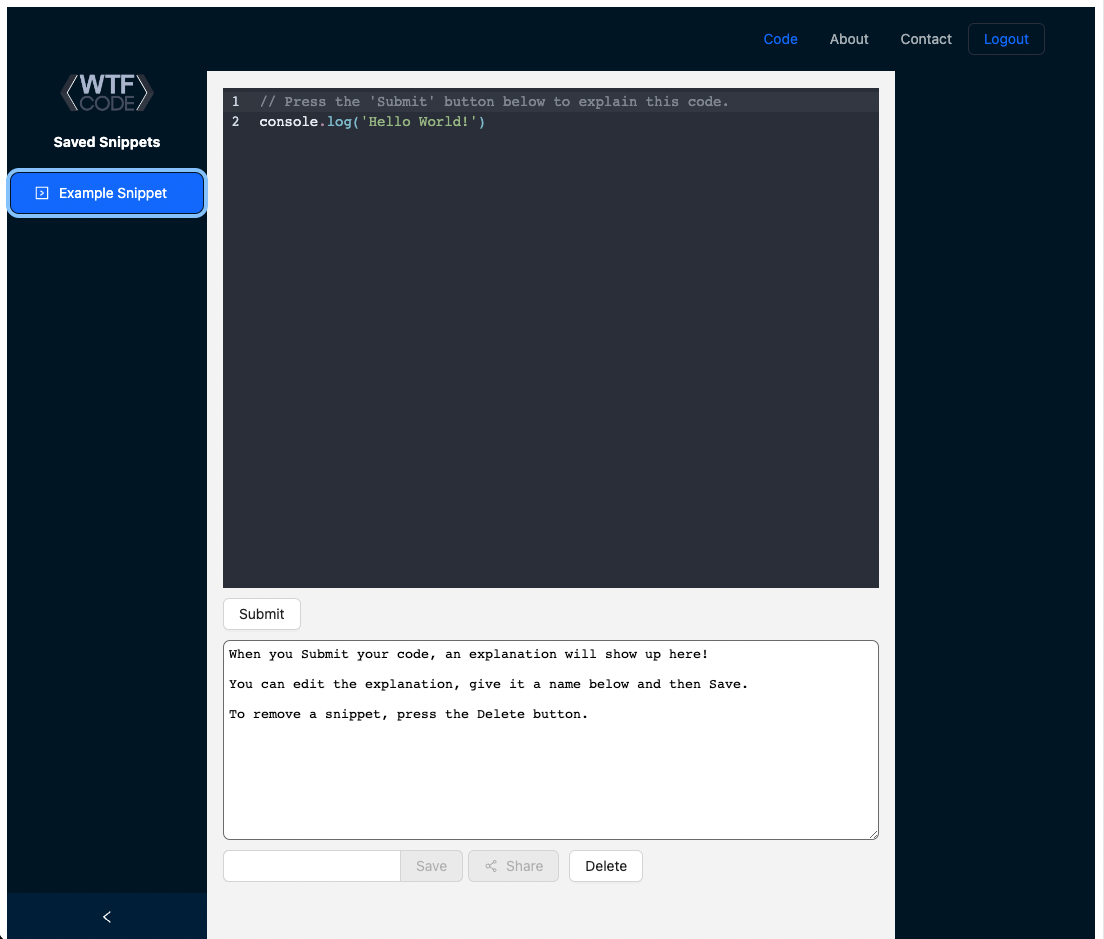 Code About Contact Logout
WTF
CODE
Saved Snippets
Example Snippet
1 // Press the 'Submit' button below to explain this code.
2 console.log('Hello World!')
Submit
When you Submit your code, an explanation will show up here!
You can edit the explanation, give it a name below and then Save.
To remove a snippet, press the Delete button.
Save Share Delete